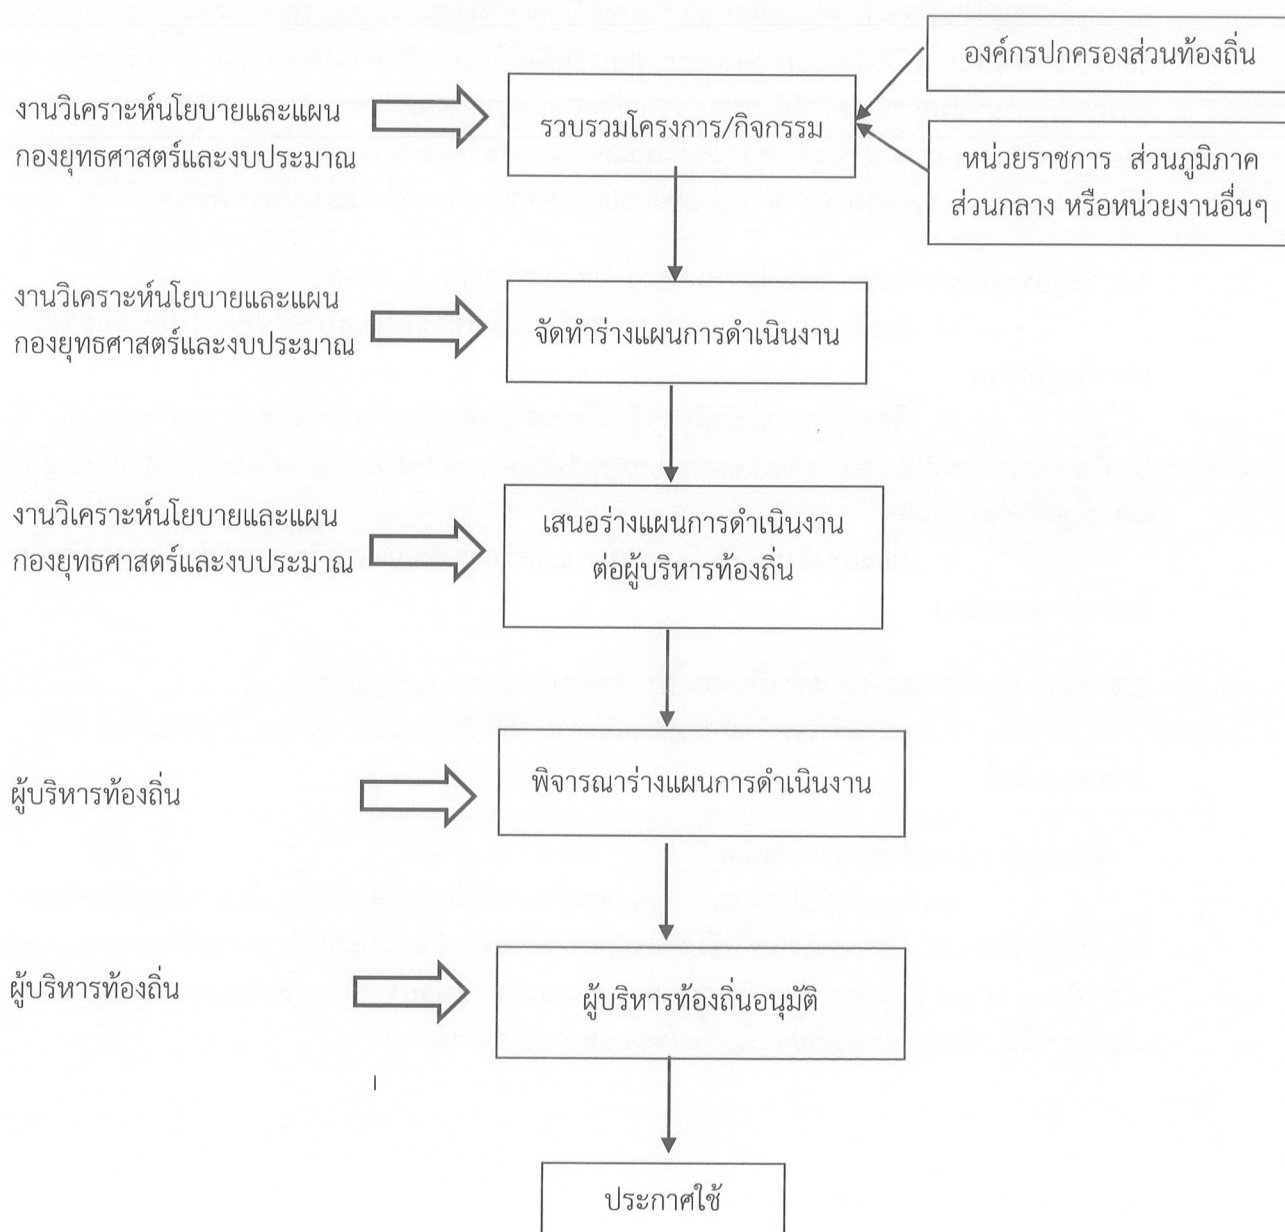 องค์กรปกครองส่วนท้องถิ่น
งานวิเคราะห์นโยบายและแผน
กองยุทธศาสตร์และงบประมาณ
รวบรวมโครงการ/กิจกรรม
หน่วยราชการ ส่วนภูมิภาค
ส่วนกลาง หรือหน่วยงานอื่นๆ
งานวิเคราะห์นโยบายและแผน
กองยุทธศาสตร์และงบประมาณ
จัดทำร่างแผนการดำเนินงาน
งานวิเคราะห์นโยบายและแผน
กองยุทธศาสตร์และงบประมาณ
เสนอร่างแผนการดำเนินงาน
ต่อผู้บริหารท้องถิ่น
ผู้บริหารท้องถิ่น
พิจารณาร่างแผนการดำเนินงาน
ผู้บริหารท้องถิ่น
ผู้บริหารท้องถิ่นอนุมัติ
ประกาศใช้